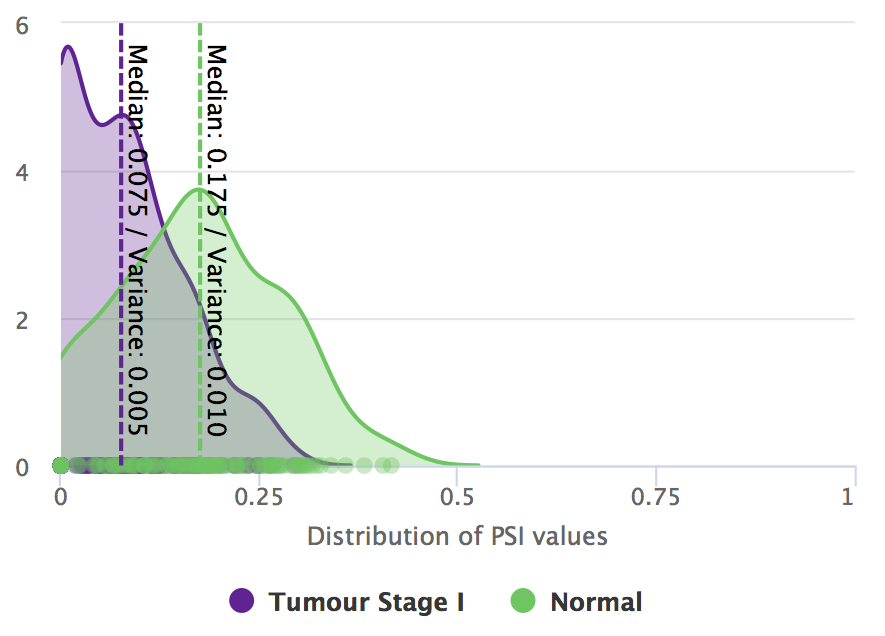 6
4
2
0
Median: 0.075 / Variance: 0.005
Median: 0.175 / Variance: 0.010
0
0.25
0.5
0.75
1
Distribution of PSI values
Tumour Stage I
Normal